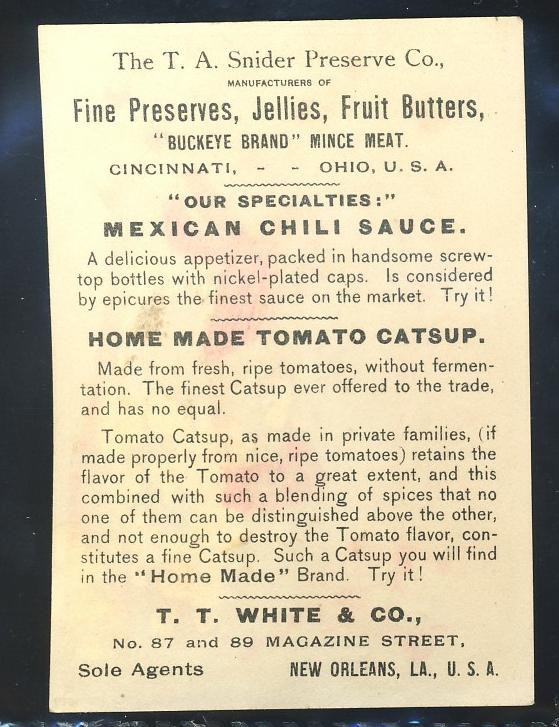 The T. A. Snider Preserve Co.,
MANUFACTURERS OF
Fine Preserves, Jellies, Fruit Butters,
"BUCKEYE BRAND" MINCE MEAT.
CINCINNATI, - - OHIO, U. S. A.
"OUR SPECIALTIES:"
MEXICAN CHILI SAUCE.
A delicious appetizer, packed in handsome screw-
top bottles with nickel-plated caps. Is considered
by epicures the finest sauce on the market. Try it!
HOME MADE TOMATO CATSUP.
Made from fresh, ripe tomatoes, without fermen-
tation. The finest Catsup ever offered to the trade,
and has no equal.
Tomato Catsup, as made in private families, (if
made properly from nice, ripe tomatoes) retains the
flavor of the Tomato to a great extent, and this
combined with such a blending of spices that no
one of them can be distinguished above the other,
and not enough to destroy the Tomato flavor, con-
stitutes a fine Catsup. Such a Catsup you will find
in the "Home Made" Brand. Try it!
T. T. WHITE & CO.,
No. 87 and 89 MAGAZINE STREET,
Sole Agents NEW ORLEANS, LA., U. S. A.